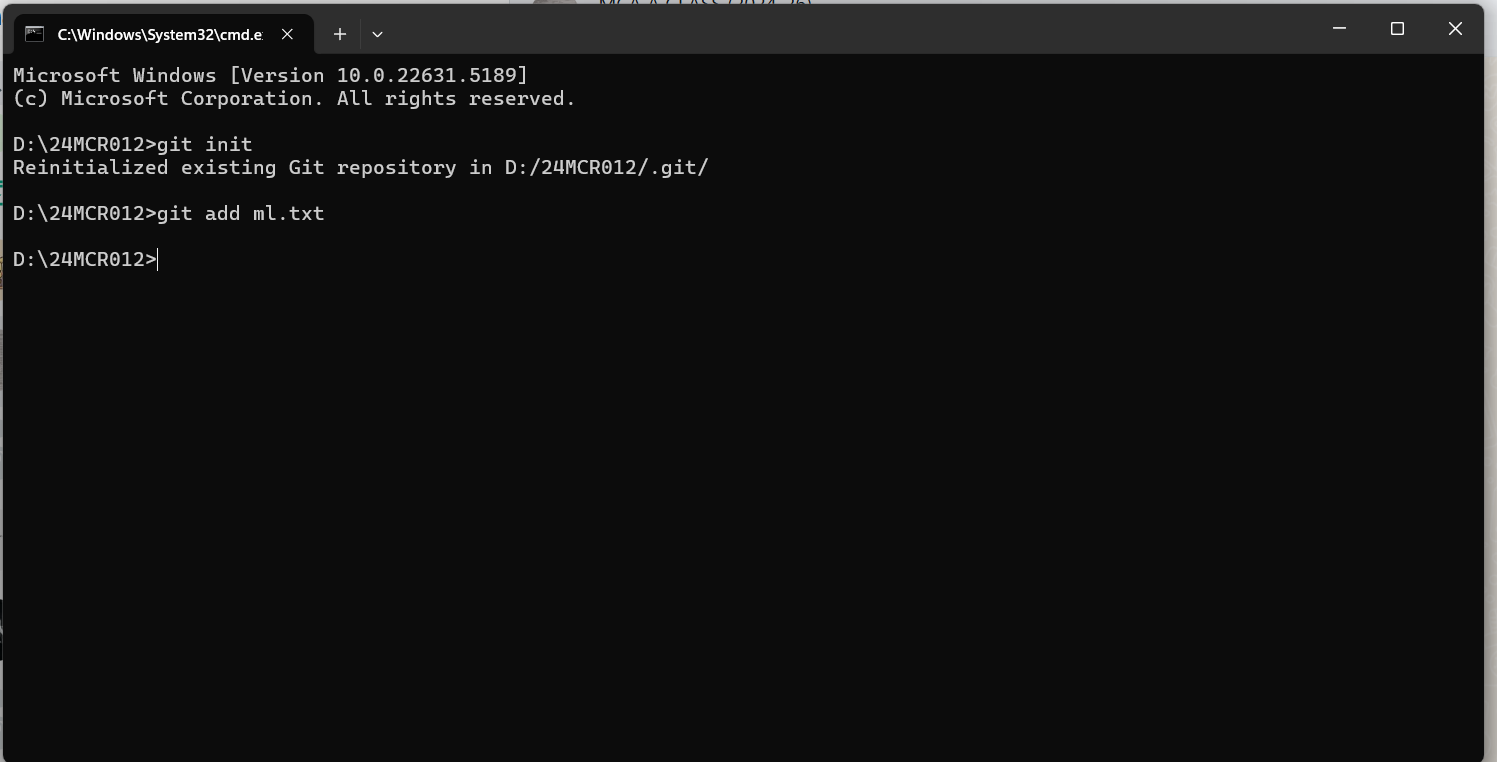 C:\Windows\System32\cmd.e
Microsoft Windows [Version 10.0.22631.5189]
(c) Microsoft Corporation. All rights reserved.
D:\24MCR012>git init
Reinitialized existing Git repository in D:/24MCR012/.git/
D:\24MCR012>git add ml.txt
D:\24MCR012>